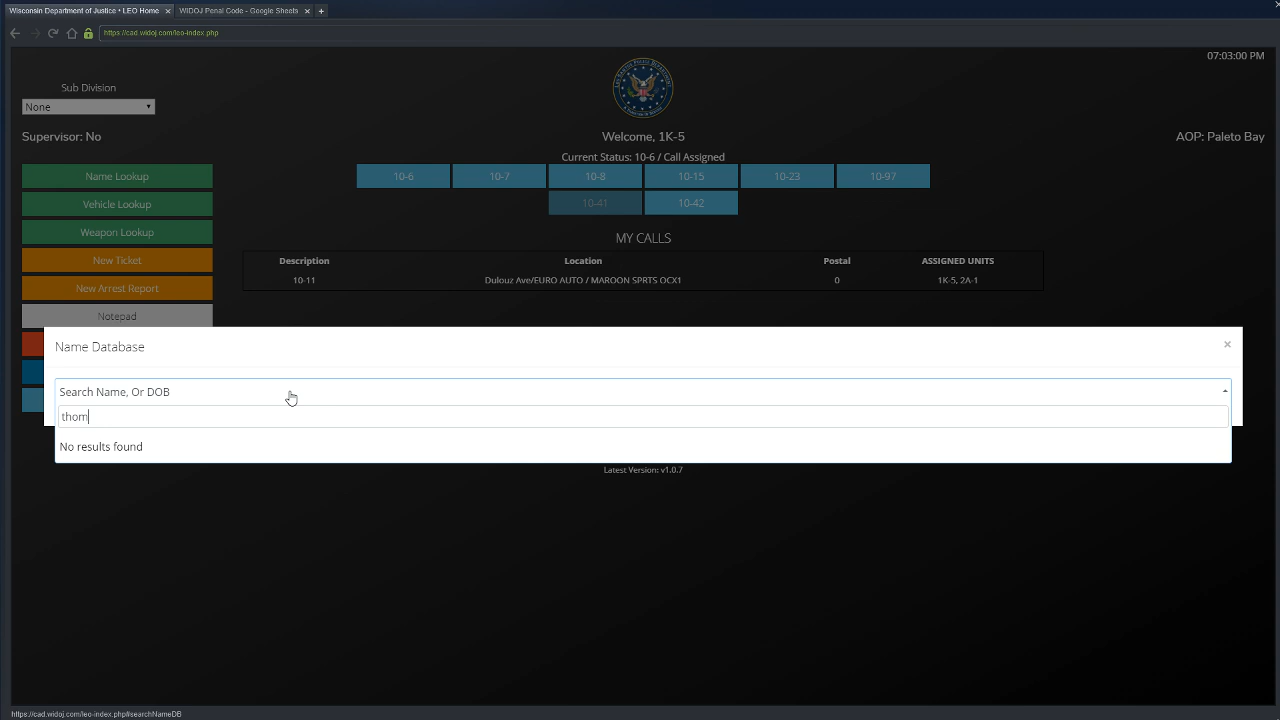 Wisconsin Department of Justice • LEO Home ×
WIDOJ Penal Code - Google Sheets × +
https://cad.widoj.com/leo-index.php
07:03:00 PM
Sub Division
None
Supervisor: No
Welcome, 1K-5
AOP: Paleto Bay
Current Status: 10-6 / Call Assigned
Name Lookup
10-6 10-7 10-8 10-15 10-23 10-97
Vehicle Lookup
10-41 10-42
Weapon Lookup
MY CALLS
New Ticket
Description Location Postal ASSIGNED UNITS
10-11 Dulouz Ave/EURO AUTO / MAROON SPRTS OCX1 0 1K-5, 2A-1
New Arrest Report
Notepad
Name Database ×
Search Name, Or DOB
thom
No results found
Latest Version: v1.0.7
https://cad.widoj.com/leo-index.php#searchNameDB